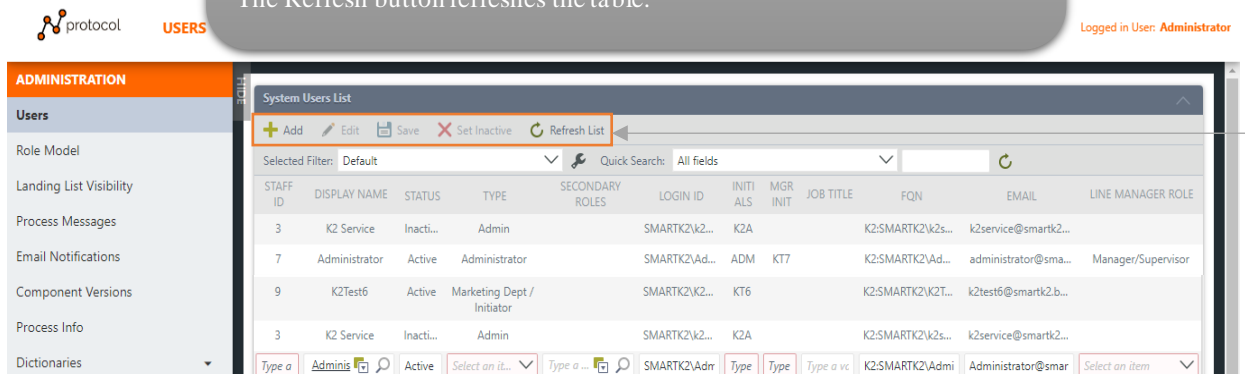 The Refresh button refreshes the table.
protocol
USERS
Logged in User: Administrator
ADMINISTRATION
HIDE
Users
Role Model
Landing List Visibility
Process Messages
Email Notifications
Component Versions
Process Info
Dictionaries
System Users List
Add Edit Save Set Inactive Refresh List
Selected Filter: Default Quick Search: All fields
STAFF ID DISPLAY NAME STATUS TYPE SECONDARY ROLES LOGIN ID INITI ALS MGR INIT JOB TITLE FQN EMAIL LINE MANAGER ROLE
3 K2 Service Inacti... Admin SMARTK2\k2... K2A K2:SMARTK2\k2s... k2service@smartk2...
7 Administrator Active Administrator SMARTK2\Ad... ADM KT7 K2:SMARTK2\Ad... administrator@sma... Manager/Supervisor
9 K2Test6 Active Marketing Dept / Initiator SMARTK2\K2... KT6 K2:SMARTK2\K2T... k2test6@smartk2.b...
3 K2 Service Inacti... Admin SMARTK2\k2... K2A K2:SMARTK2\k2s... k2service@smartk2...
Type a Adminis Active Select an it... Type a ... SMARTK2\Adm Type Type Type a vc K2:SMARTK2\Admi Administrator@smar Select an item